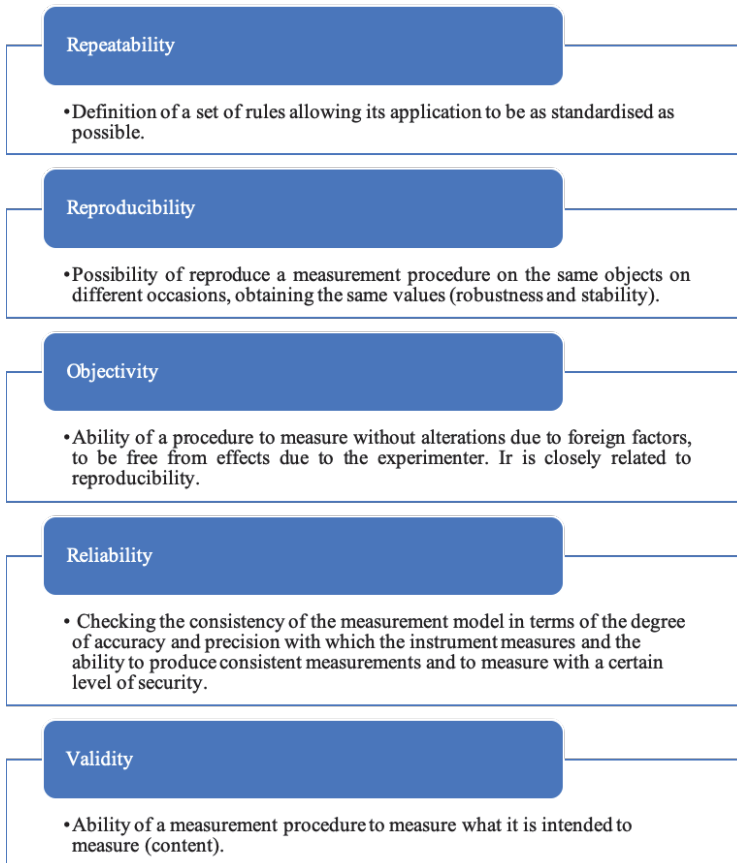 Repeatability
•Definition of a set of rules allowing its application to be as standardised as
possible.
Reproducibility
•Possibility of reproduce a measurement procedure on the same objects on
different occasions, obtaining the same values (robustness and stability).
Objectivity
•Ability of a procedure to measure without alterations due to foreign factors,
to be free from effects due to the experimenter. Ir is closely related to
reproducibility.
Reliability
• Checking the consistency of the measurement model in terms of the degree
of accuracy and precision with which the instrument measures and the
ability to produce consistent measurements and to measure with a certain
level of security.
Validity
•Ability of a measurement procedure to measure what it is intended to
measure (content).